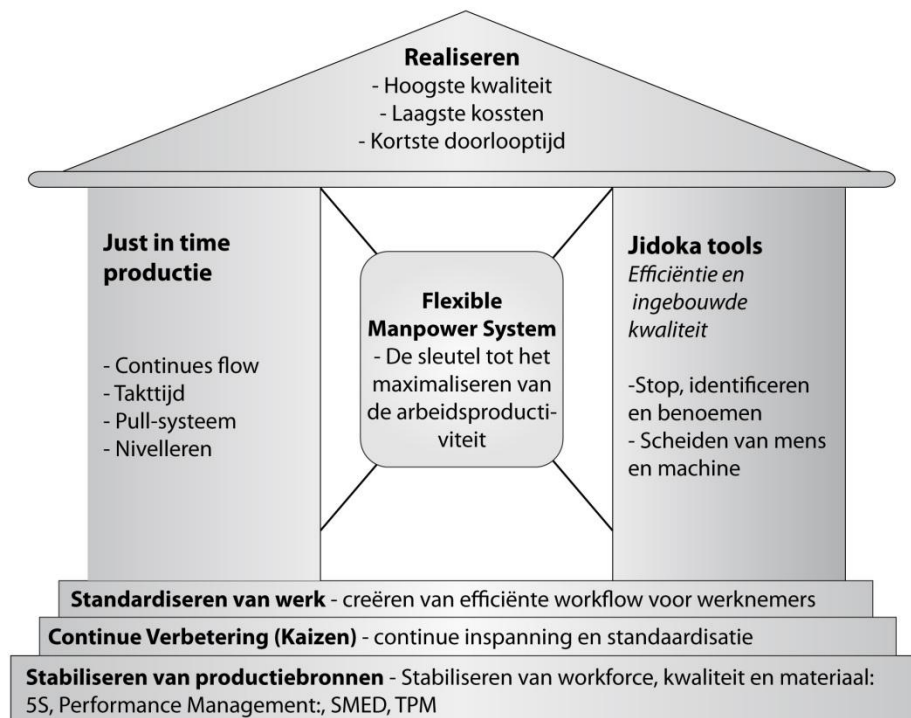 Realiseren
- Hoogste kwaliteit
- Laagste kossten
- Kortste doorlooptijd
Just in time
productie
- Continues flow
- Takttijd
- Pull-systeem
- Nivelleren
Flexible
Manpower System
- De sleutel tot het
maximaliseren van
de arbeidsproducti-
viteit
Jidoka tools
Efficiëntie en
ingebouwde
kwaliteit
-Stop, identificeren
en benoemen
- Scheiden van mens
en machine
Standardiseren van werk - creëren van efficiënte workflow voor werknemers
Continue Verbetering (Kaizen) - continue inspanning en standaardisatie
Stabiliseren van productiebronnen - Stabiliseren van workforce, kwaliteit en materiaal:
5S, Performance Management:, SMED, TPM